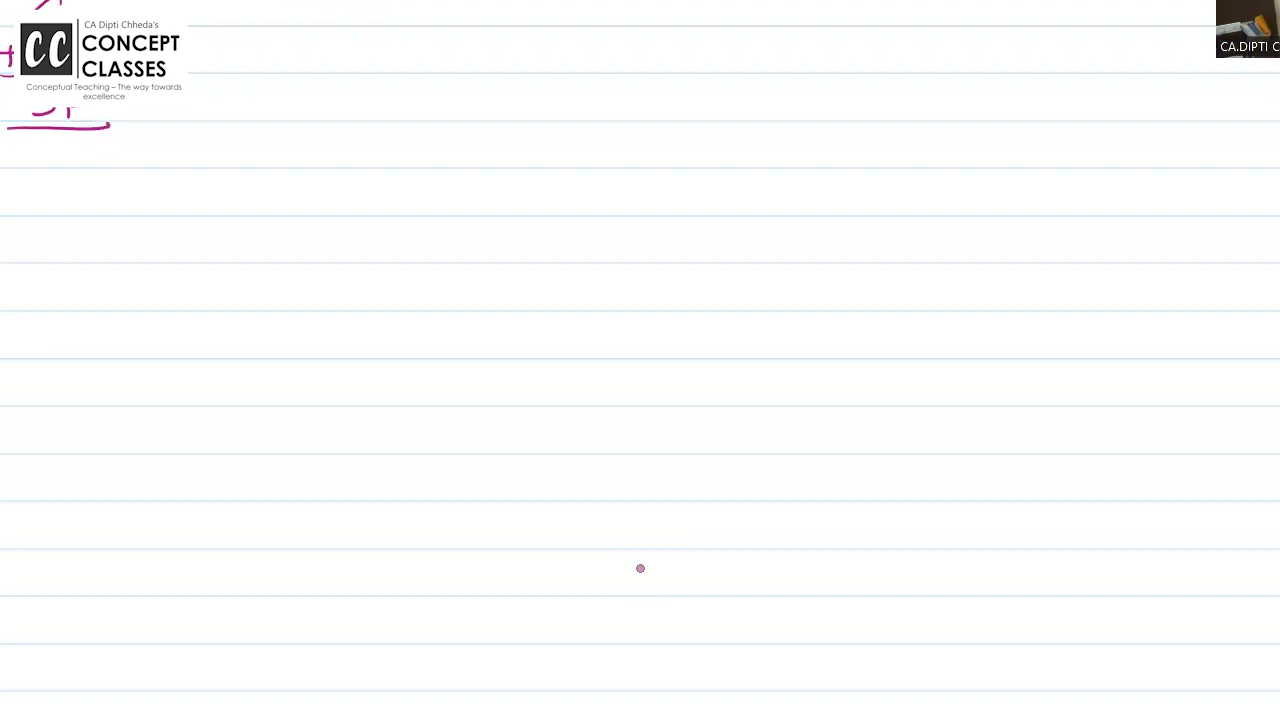 CA Dipti Chheda's
CC CONCEPT
CLASSES
Conceptual Teaching – The way towards
excellence
CA.DIPTI C